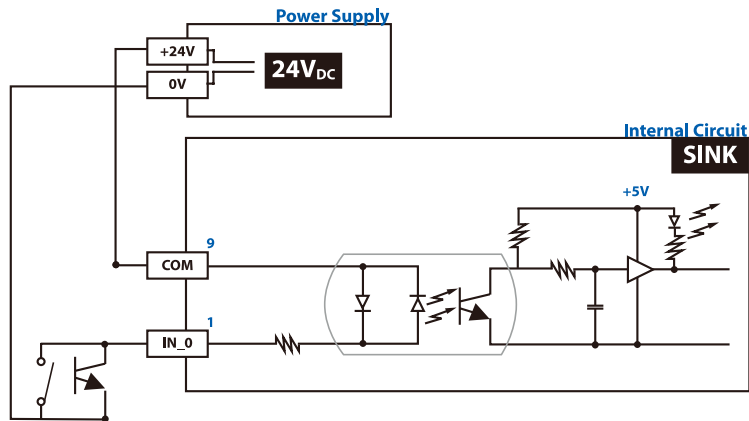 Power Supply
+24V
24VDC
0V
Internal Circuit
SINK
+5V
9
COM
1
IN_0